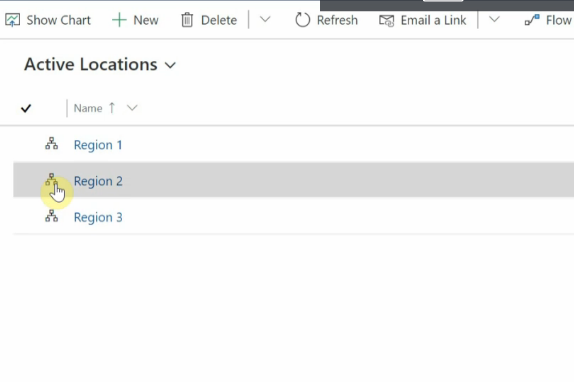 Show Chart New Delete Refresh Email a Link Flow
Active Locations
Name
Region 1
Region 2
Region 3